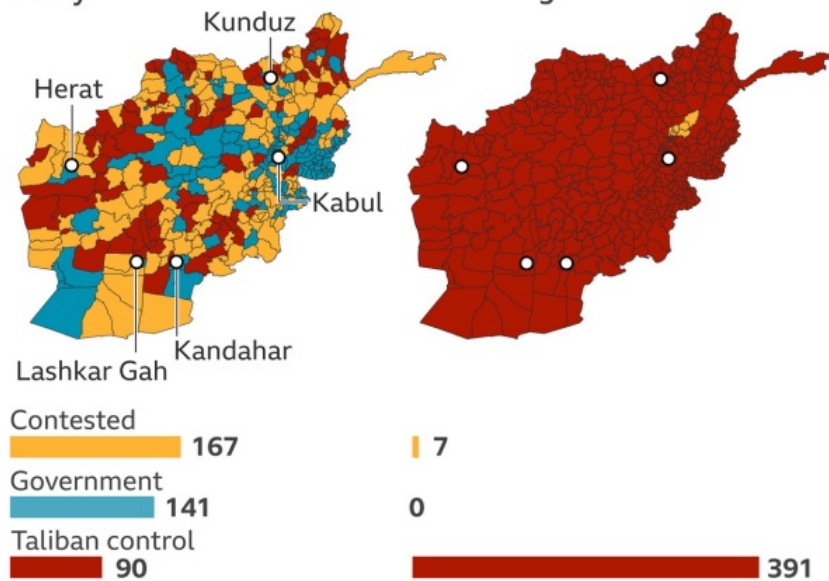 Kunduz
Herat
Kabul
Kandahar
Lashkar Gah
Contested
167 7
Government
141 0
Taliban control
90 391